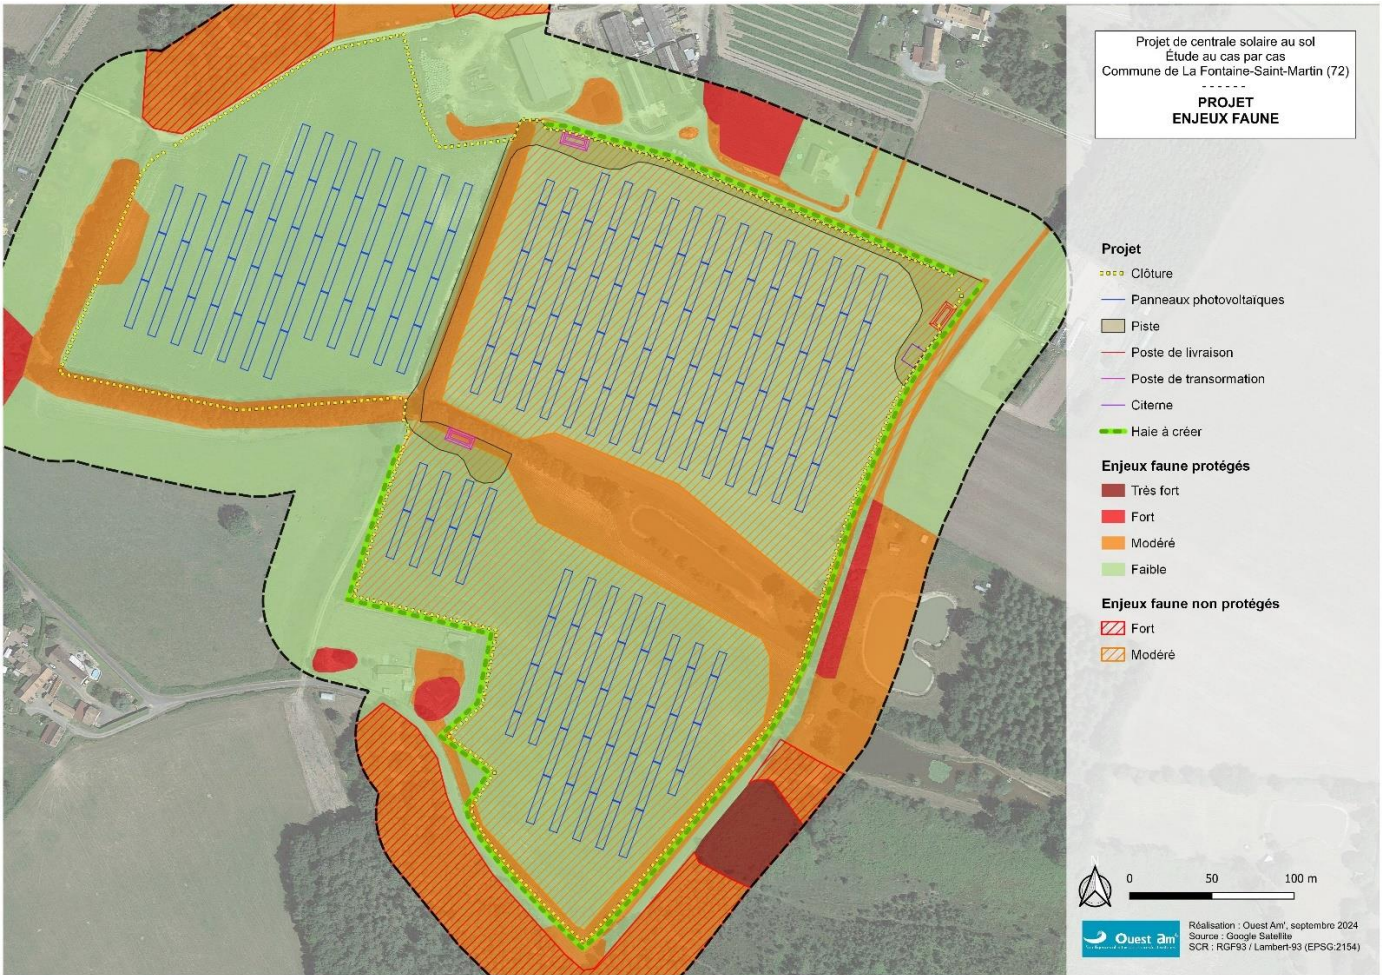 Projet de centrale solaire au sol
Étude au cas par cas
Commune de La Fontaine-Saint-Martin (72)
- - - - - -
PROJET
ENJEUX FAUNE
Projet
Clôture
Panneaux photovoltaïques
Piste
Poste de livraison
Poste de transormation
Citerne
Haie à créer
Enjeux faune protégés
Très fort
Fort
Modéré
Faible
Enjeux faune non protégés
Fort
Modéré
0 50 100 m
Ouest am'
Réalisation : Ouest Am', septembre 2024
Source : Google Satellite
SCR : RGF93 / Lambert-93 (EPSG:2154)